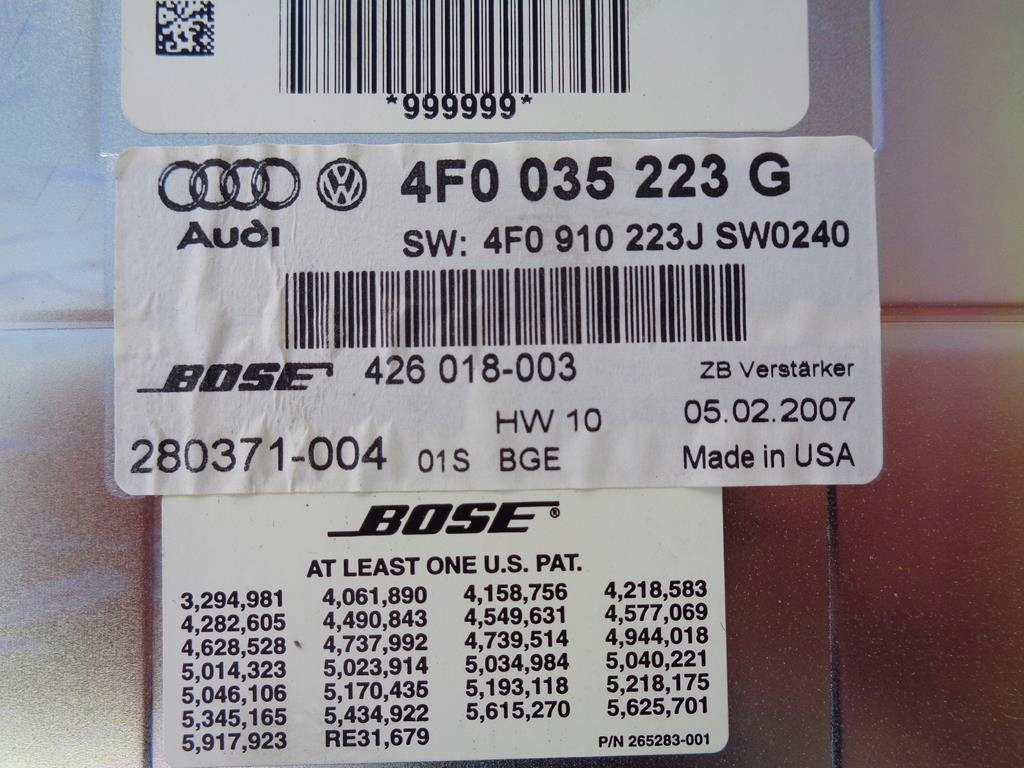 *999999*
4F0 035 223 G
Audi
SW: 4F0 910 223J SW0240
BOSE 426 018-003 ZB Verstärker
HW 10 05.02.2007
280371-004 01S BGE Made in USA
BOSE®
AT LEAST ONE U.S. PAT.
3,294,981 4,061,890 4,158,756 4,218,583
4,282,605 4,490,843 4,549,631 4,577,069
4,628,528 4,737,992 4,739,514 4,944,018
5,014,323 5,023,914 5,034,984 5,040,221
5,046,106 5,170,435 5,193,118 5,218,175
5,345,165 5,434,922 5,615,270 5,625,701
5,917,923 RE31,679 P/N 265283-001